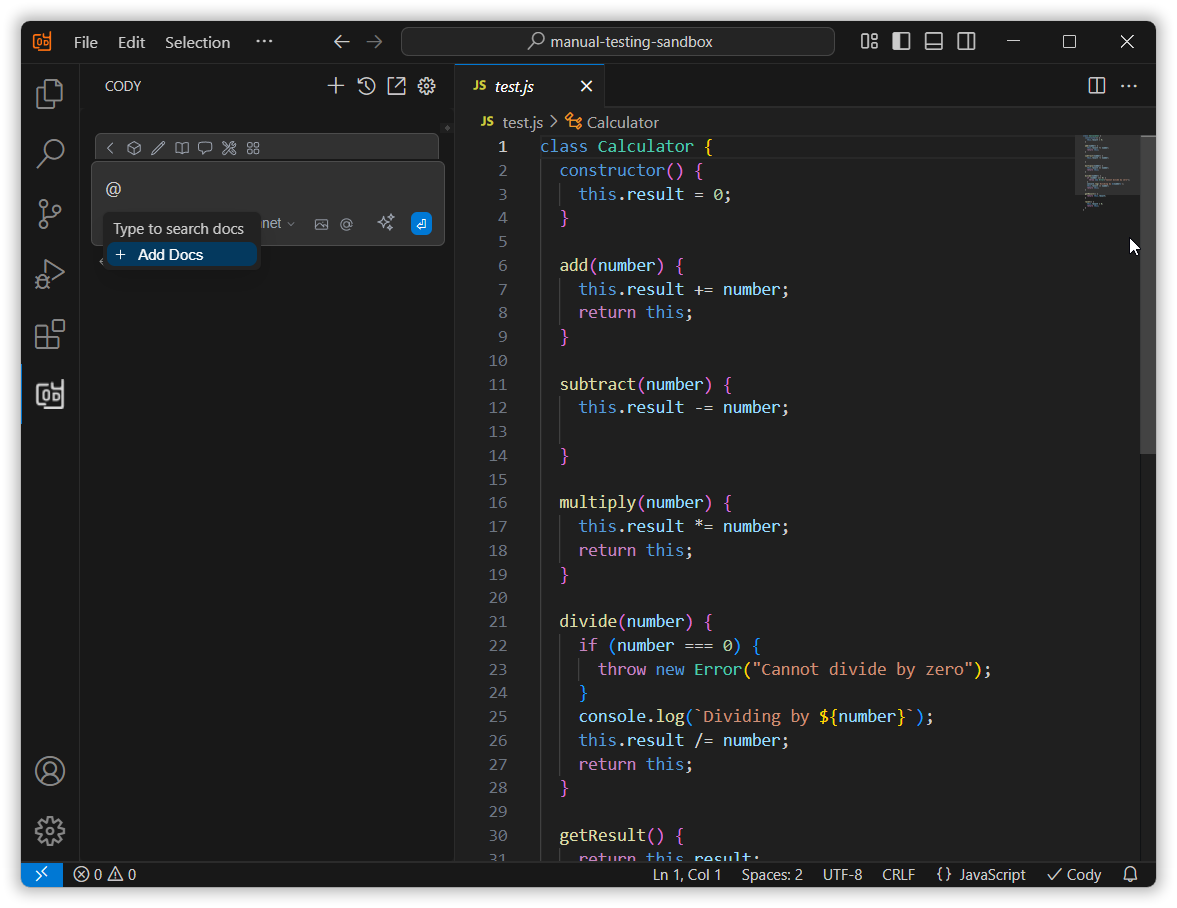 File Edit Selection ··· manual-testing-sandbox
CODY
JS test.js
JS test.js > Calculator
@
Type to search docs
+ Add Docs
1 class Calculator {
2 constructor() {
3 this.result = 0;
4 }
5
6 add(number) {
7 this.result += number;
8 return this;
9 }
10
11 subtract(number) {
12 this.result -= number;
13
14 }
15
16 multiply(number) {
17 this.result *= number;
18 return this;
19 }
20
21 divide(number) {
22 if (number === 0) {
23 throw new Error("Cannot divide by zero");
24 }
25 console.log(`Dividing by ${number}`);
26 this.result /= number;
27 return this;
28 }
29
30 getResult() {
31 return this.result;
0 0 Ln 1, Col 1 Spaces: 2 UTF-8 CRLF {} JavaScript Cody